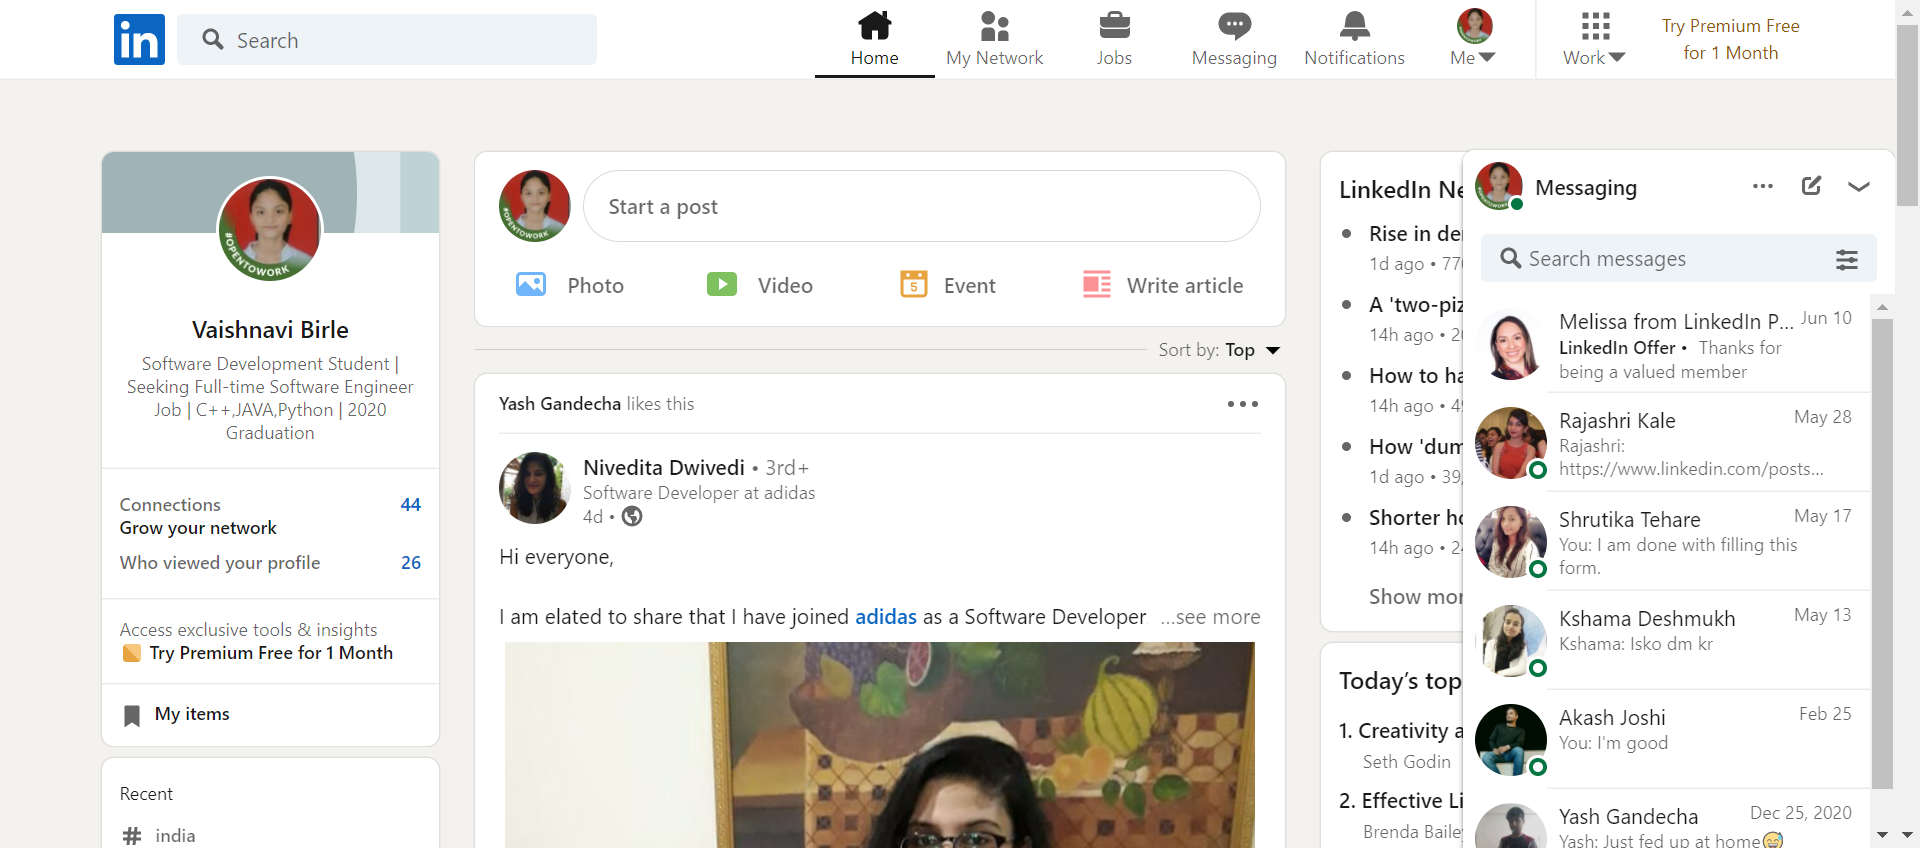 in
Search
Home
My Network
Jobs
Messaging
Notifications
Me
Work
Try Premium Free
for 1 Month
#OPENTOWORK
Vaishnavi Birle
Software Development Student |
Seeking Full-time Software Engineer
Job | C++,JAVA,Python | 2020
Graduation
Connections 44
Grow your network
Who viewed your profile 26
Access exclusive tools & insights
Try Premium Free for 1 Month
My items
Recent
# india
#OPENTOWORK
Start a post
Photo
Video
5
Event
Write article
Sort by: Top
Yash Gandecha likes this
Nivedita Dwivedi • 3rd+
Software Developer at adidas
4d •
Hi everyone,
I am elated to share that I have joined adidas as a Software Developer ...see more
LinkedIn Ne
Rise in de
1d ago • 77
A 'two-piz
14h ago • 2
How to ha
14h ago • 4
How 'dum
1d ago • 39,
Shorter ho
14h ago • 2
Show mor
Today's top
1. Creativity a
Seth Godin
2. Effective Li
Brenda Bailey
Messaging
Search messages
Melissa from LinkedIn P... Jun 10
LinkedIn Offer • Thanks for
being a valued member
Rajashri Kale May 28
Rajashri:
https://www.linkedin.com/posts...
Shrutika Tehare May 17
You: I am done with filling this
form.
Kshama Deshmukh May 13
Kshama: Isko dm kr
Akash Joshi Feb 25
You: I'm good
Yash Gandecha Dec 25, 2020
Yash: Just fed up at home😅